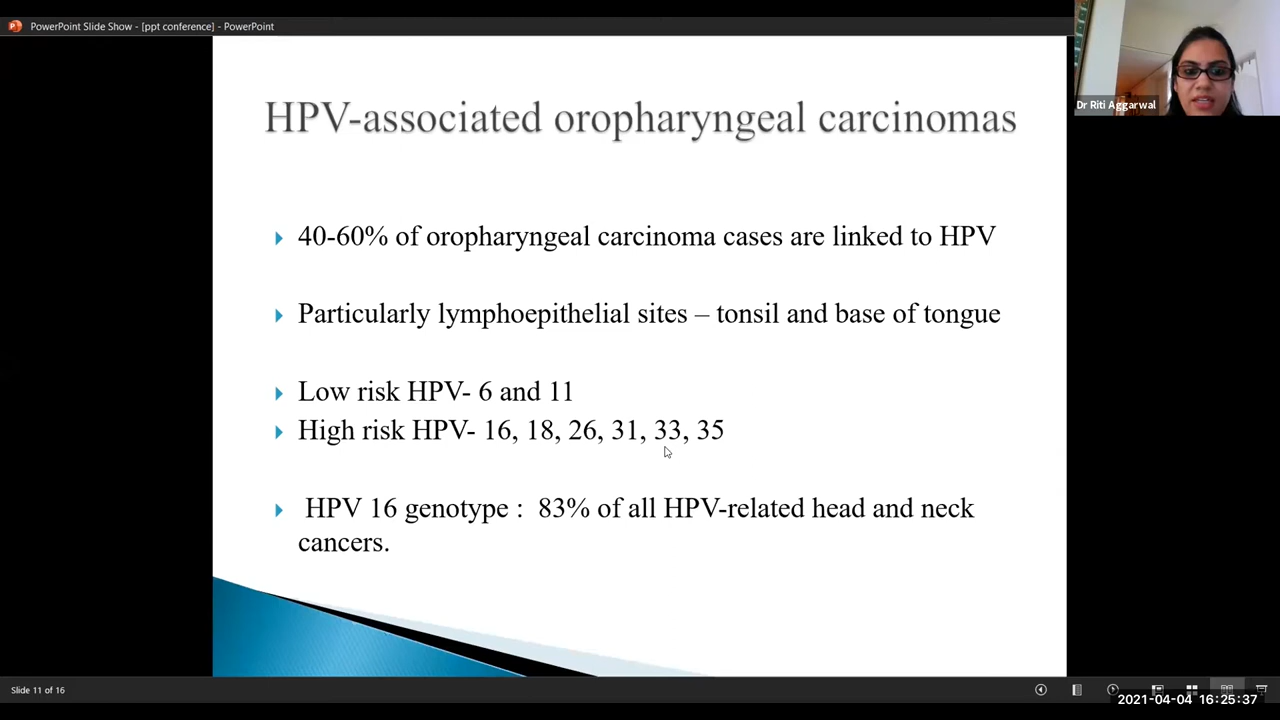 PowerPoint Slide Show - [ppt conference] - PowerPoint
Dr Riti Aggarwal
HPV-associated oropharyngeal carcinomas
40-60% of oropharyngeal carcinoma cases are linked to HPV
Particularly lymphoepithelial sites – tonsil and base of tongue
Low risk HPV- 6 and 11
High risk HPV- 16, 18, 26, 31, 33, 35
HPV 16 genotype : 83% of all HPV-related head and neck
cancers.
Slide 11 of 16
2021-04-04 16:25:37